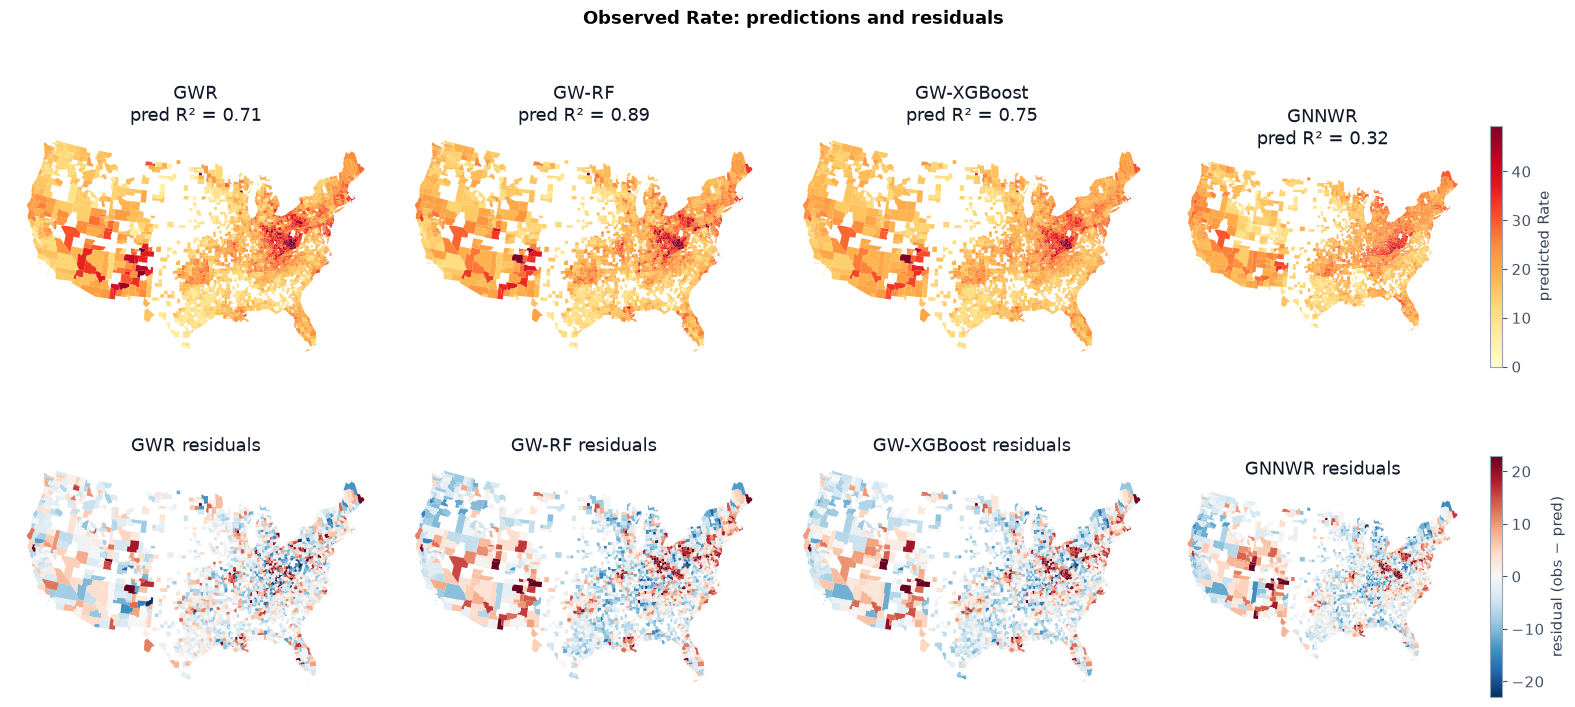 Observed Rate: predictions and residuals
GWR
pred R² = 0.71
GW-RF
pred R² = 0.89
GW-XGBoost
pred R² = 0.75
GNNWR
pred R² = 0.32
40
30
20
10
0
predicted Rate
GWR residuals
GW-RF residuals
GW-XGBoost residuals
GNNWR residuals
20
10
0
−10
−20
residual (obs − pred)